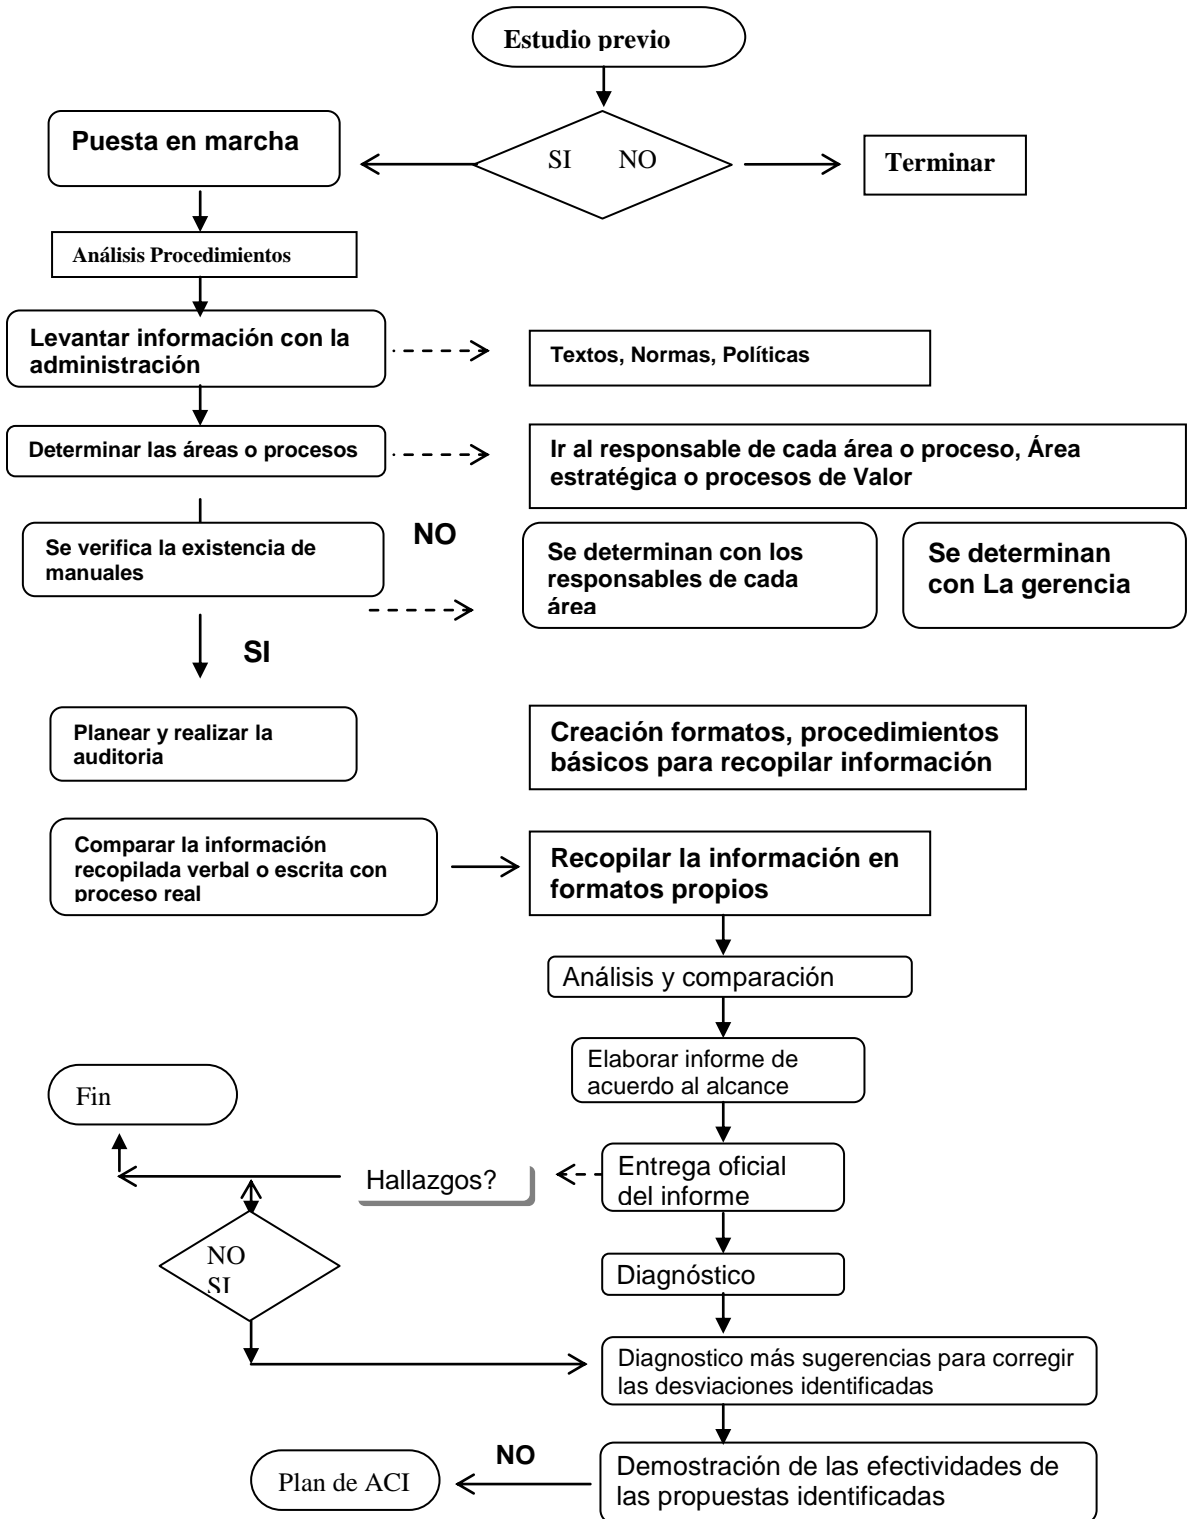 Estudio previo
Puesta en marcha
SI NO
Terminar
Análisis Procedimientos
Levantar información con la
administración
Textos, Normas, Políticas
Determinar las áreas o procesos
Ir al responsable de cada área o proceso, Área
estratégica o procesos de Valor
Se verifica la existencia de
manuales
NO
Se determinan con los
responsables de cada
área
Se determinan
con La gerencia
SI
Planear y realizar la
auditoria
Creación formatos, procedimientos
básicos para recopilar información
Comparar la información
recopilada verbal o escrita con
proceso real
Recopilar la información en
formatos propios
Análisis y comparación
Elaborar informe de
acuerdo al alcance
Fin
Entrega oficial
del informe
Hallazgos?
NO
SI
Diagnóstico
Diagnostico más sugerencias para corregir
las desviaciones identificadas
NO
Plan de ACI
Demostración de las efectividades de
las propuestas identificadas